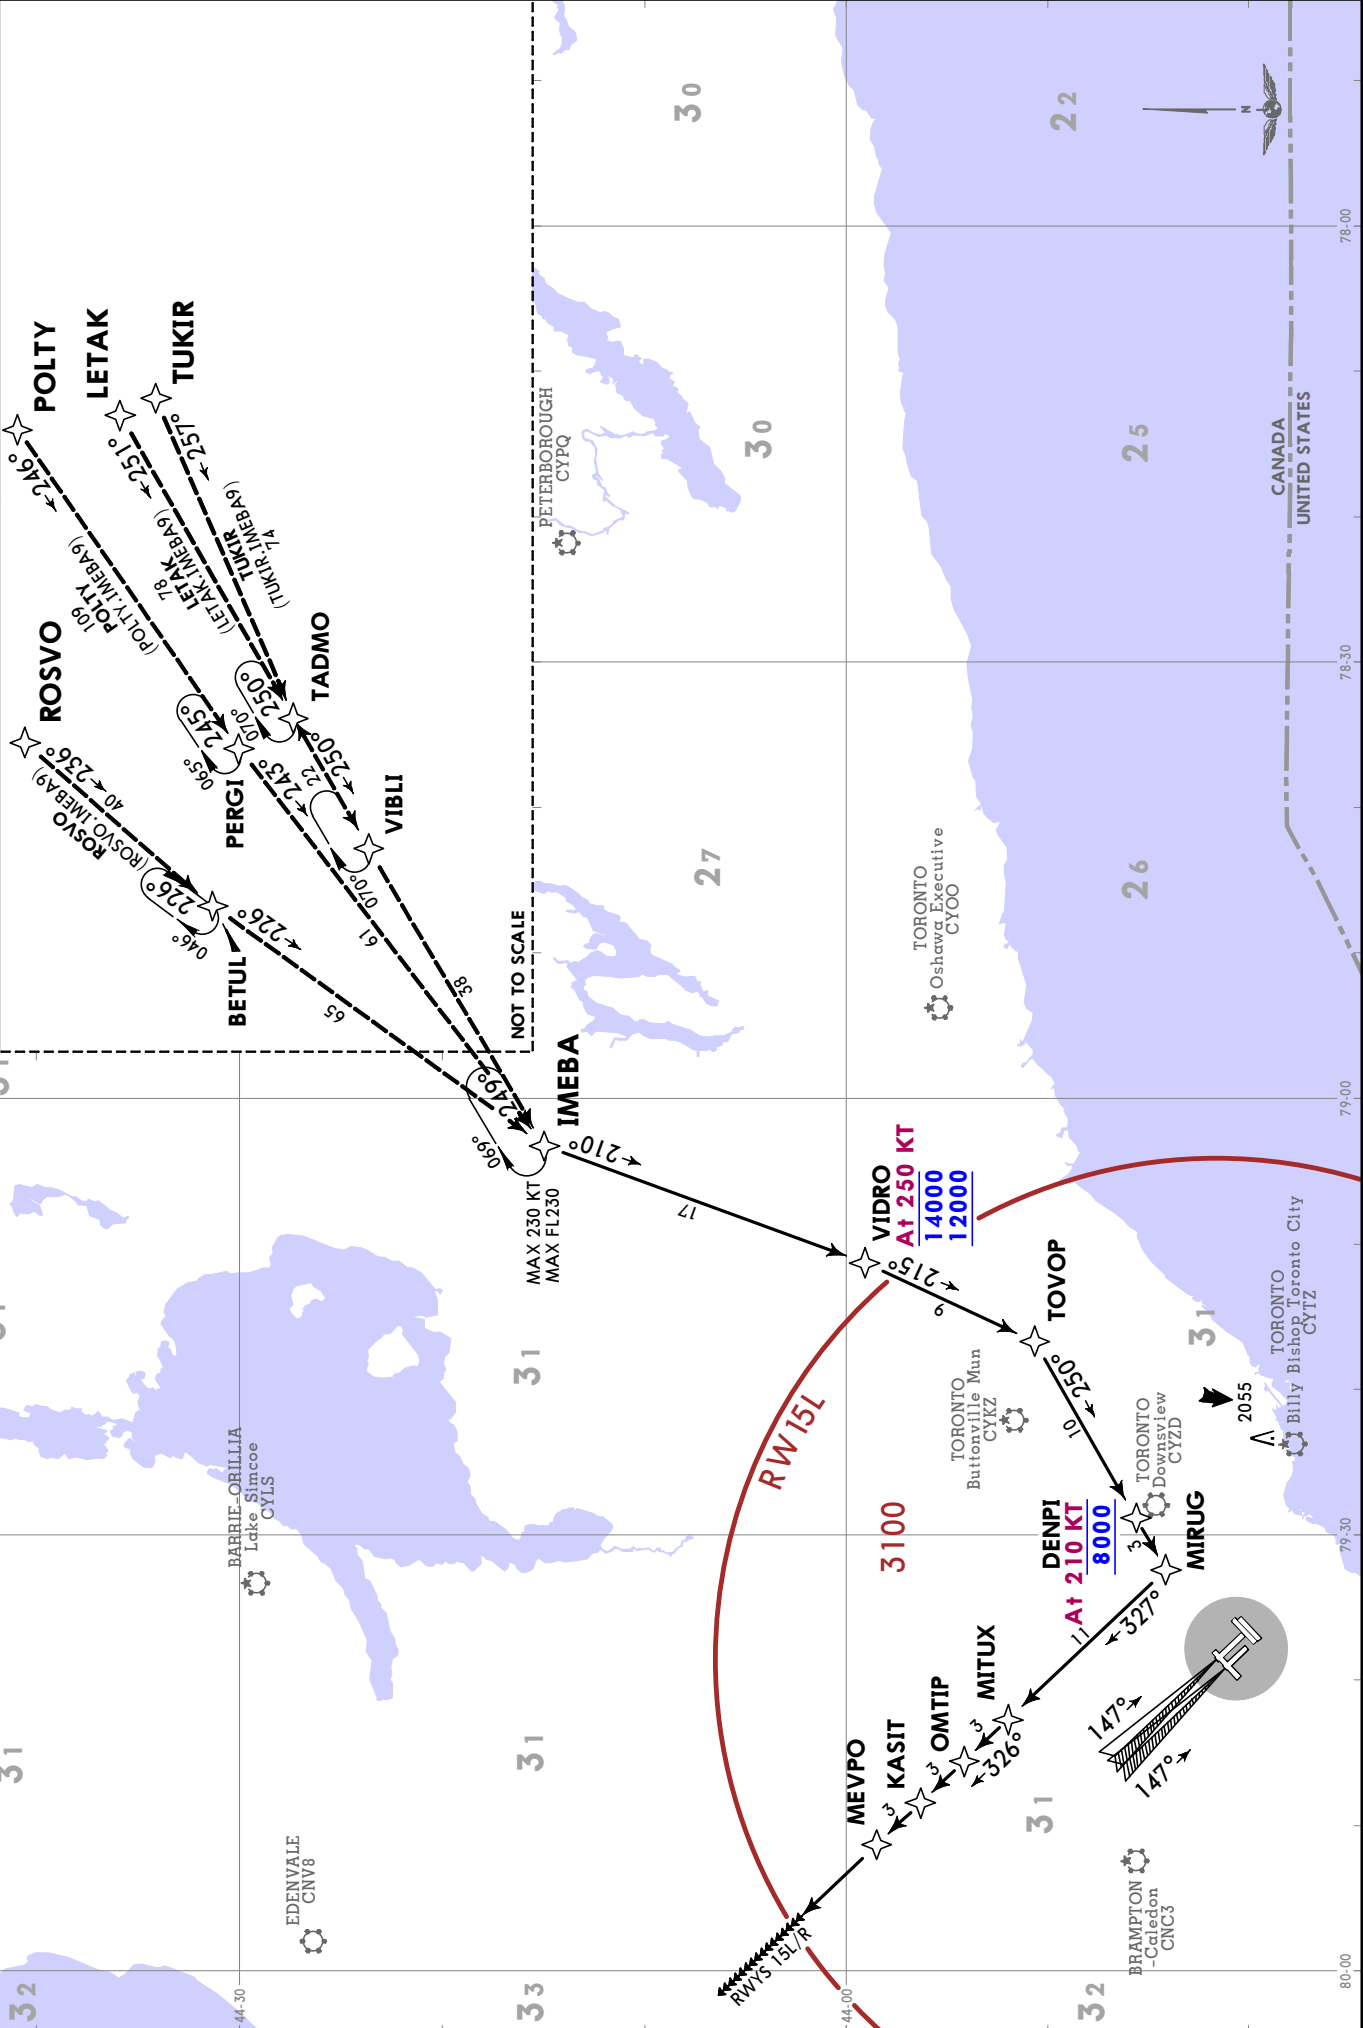 POLTY
LETAK
TUKIR
ROSVO
246°
251°
257°
109
POLTY
(POLTY.IMEBA9)
78
LETAK
(LETAK.IMEBA9)
TUKIR
74
(TUKIR.IMEBA9)
236°
40
ROSVO
(ROSVO.IMEBA9)
245°
065°
PERGI
250°
070°
TADMO
243°
61
250°
22
VIBLI
070°
38
226°
046°
BETUL
226°
65
NOT TO SCALE
249°
069°
IMEBA
MAX 230 KT
MAX FL230
210°
17
VIDRO
At 250 KT
14000
12000
215°
9
TOVOP
250°
10
DENPI
At 210 KT
8000
3
MIRUG
327°
11
MITUX
3
326°
OMTIP
3
KASIT
3
MEVPO
RWYS 15L/R
RW15L
3100
147°
147°
2055
PETERBOROUGH
CYPQ
TORONTO
Oshawa Executive
CYOO
TORONTO
Buttonville Mun
CYKZ
TORONTO
Downsview
CYZD
TORONTO
Billy Bishop Toronto City
CYTZ
BARRIE-ORILLIA
Lake Simcoe
CYLS
EDENVALE
CNV8
BRAMPTON
-Caledon
CNC3
CANADA
UNITED STATES
N
30
22
30
25
27
26
31
31
31
31
31
31
31
32
33
32
78-00
78-30
79-00
79-30
80-00
44-30
44-00